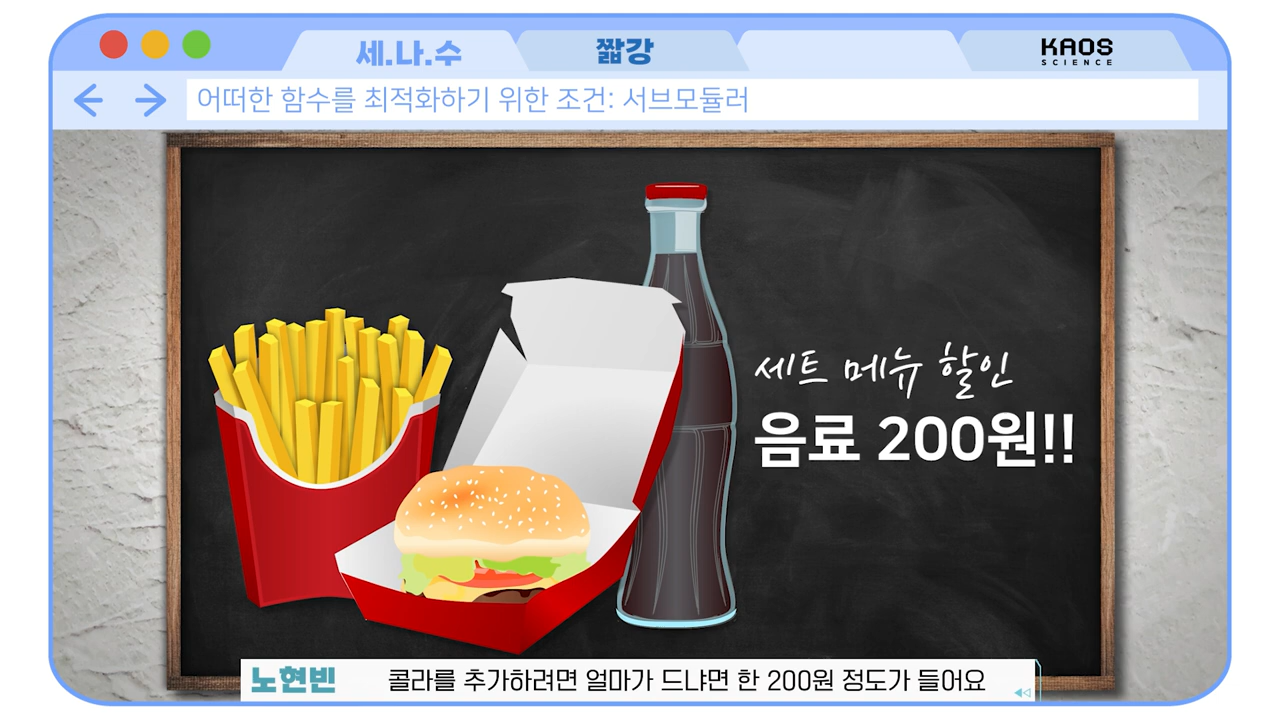 세.나.수
짧강
KAOS
SCIENCE
어떠한 함수를 최적화하기 위한 조건: 서브모듈러
세트 메뉴 할인
음료 200원!!
노현빈
콜라를 추가하려면 얼마가 드냐면 한 200원 정도가 들어요